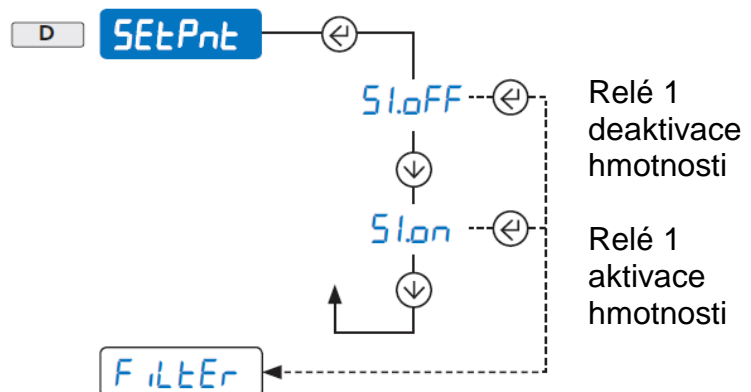 D SEtPnt
S1.oFF
Relé 1
deaktivace
hmotnosti
S1.on
Relé 1
aktivace
hmotnosti
FiLtEr